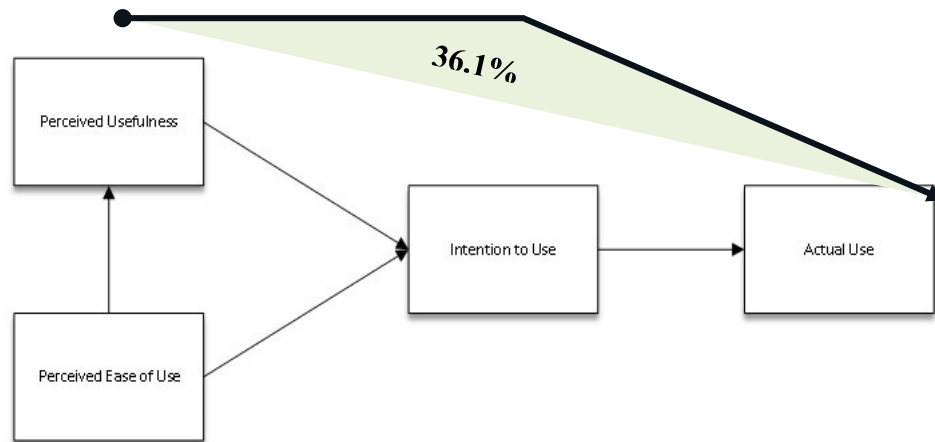 36.1%
Perceived Usefulness
Intention to Use
Actual Use
Perceived Ease of Use